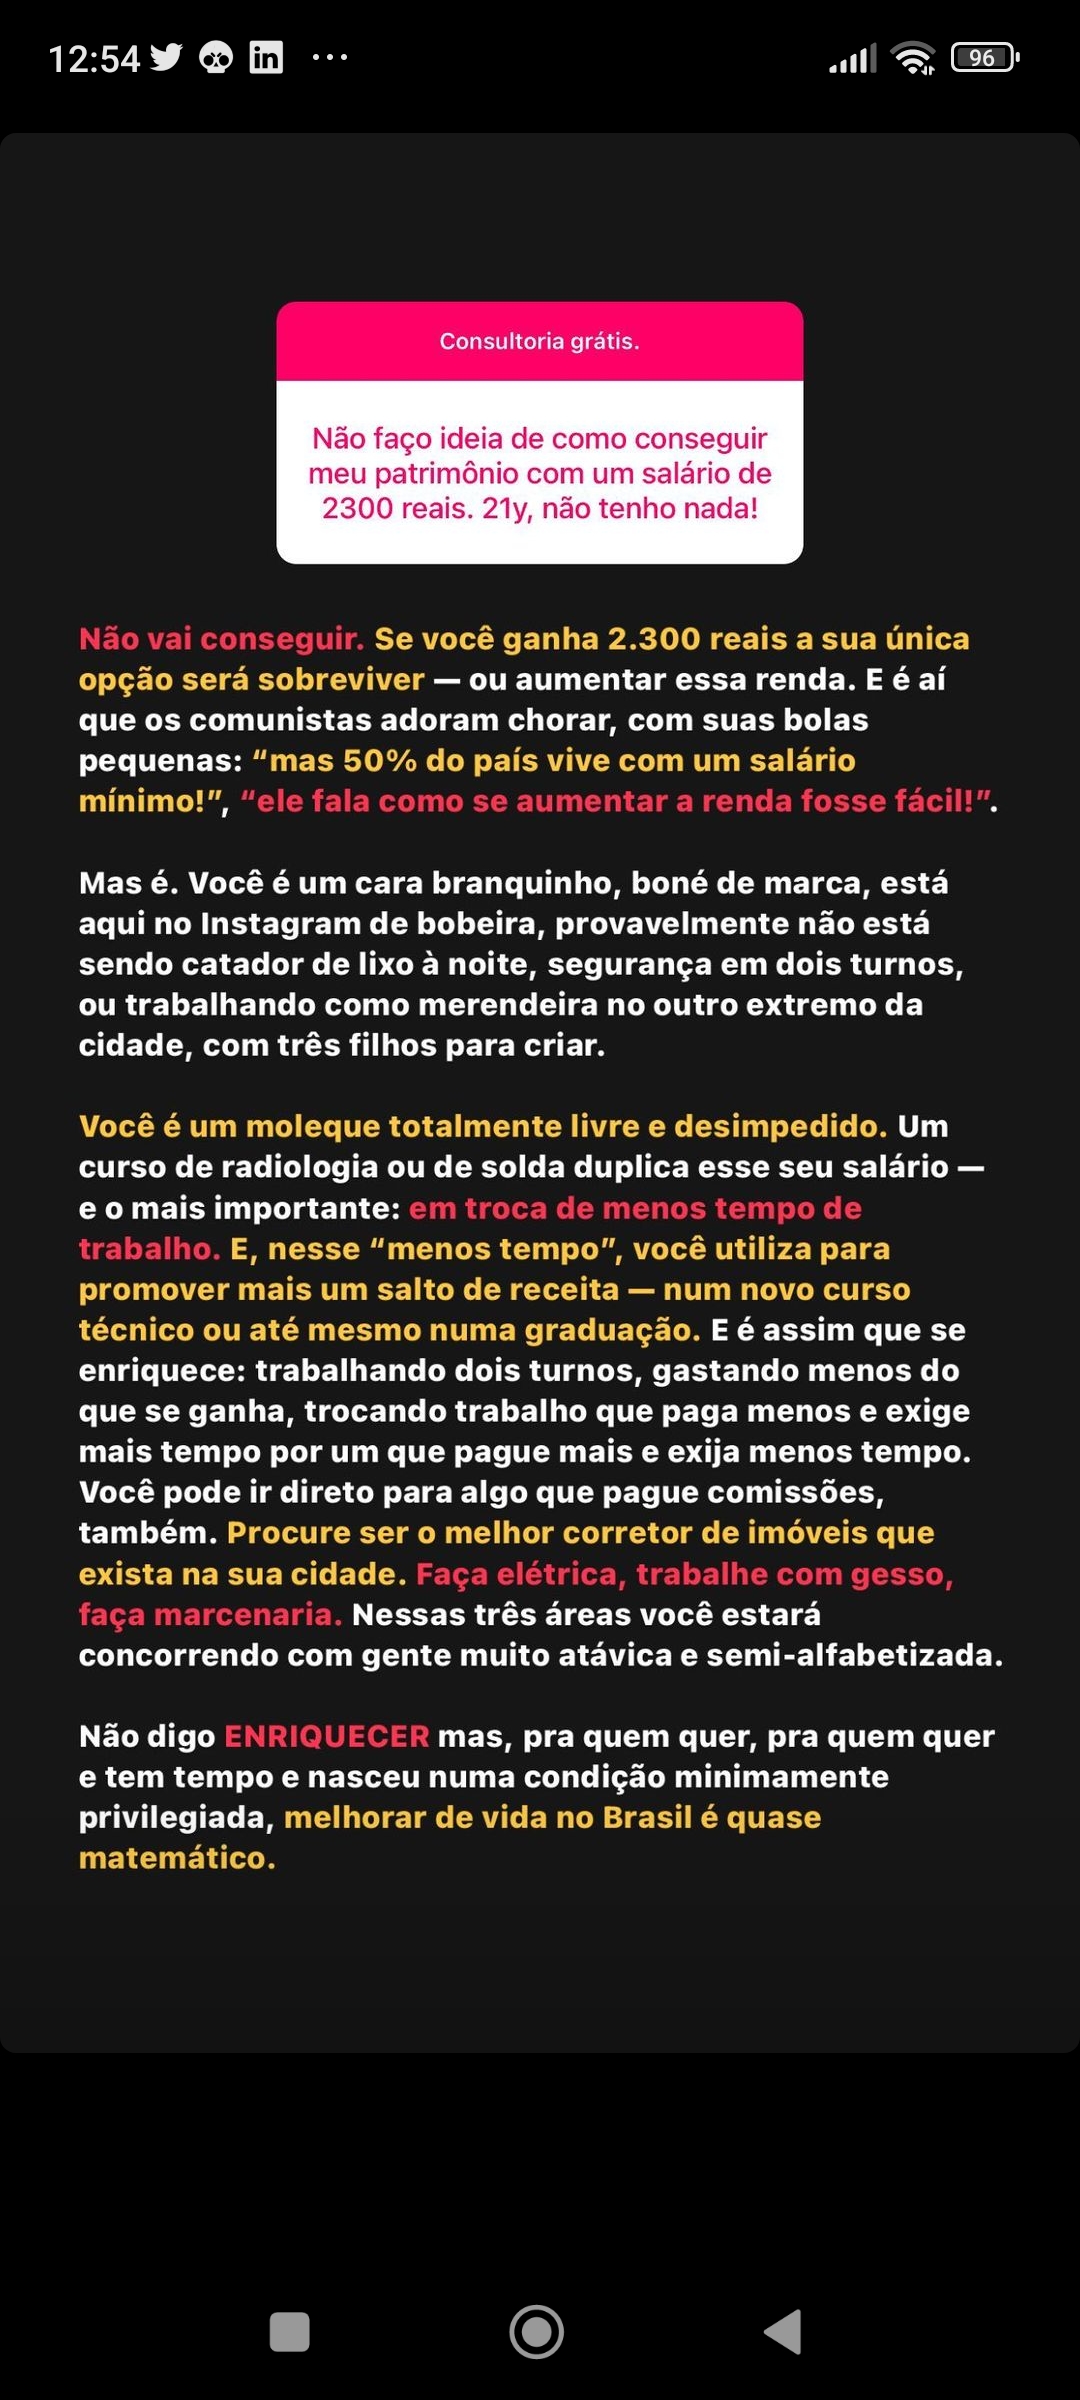 12:54
96
Consultoria grátis.
Não faço ideia de como conseguir
meu patrimônio com um salário de
2300 reais. 21y, não tenho nada!
Não vai conseguir. Se você ganha 2.300 reais a sua única
opção será sobreviver — ou aumentar essa renda. E é aí
que os comunistas adoram chorar, com suas bolas
pequenas: “mas 50% do país vive com um salário
mínimo!”, “ele fala como se aumentar a renda fosse fácil!”.
Mas é. Você é um cara branquinho, boné de marca, está
aqui no Instagram de bobeira, provavelmente não está
sendo catador de lixo à noite, segurança em dois turnos,
ou trabalhando como merendeira no outro extremo da
cidade, com três filhos para criar.
Você é um moleque totalmente livre e desimpedido. Um
curso de radiologia ou de solda duplica esse seu salário —
e o mais importante: em troca de menos tempo de
trabalho. E, nesse “menos tempo”, você utiliza para
promover mais um salto de receita — num novo curso
técnico ou até mesmo numa graduação. E é assim que se
enriquece: trabalhando dois turnos, gastando menos do
que se ganha, trocando trabalho que paga menos e exige
mais tempo por um que pague mais e exija menos tempo.
Você pode ir direto para algo que pague comissões,
também. Procure ser o melhor corretor de imóveis que
exista na sua cidade. Faça elétrica, trabalhe com gesso,
faça marcenaria. Nessas três áreas você estará
concorrendo com gente muito atávica e semi-alfabetizada.
Não digo ENRIQUECER mas, pra quem quer, pra quem quer
e tem tempo e nasceu numa condição minimamente
privilegiada, melhorar de vida no Brasil é quase
matemático.